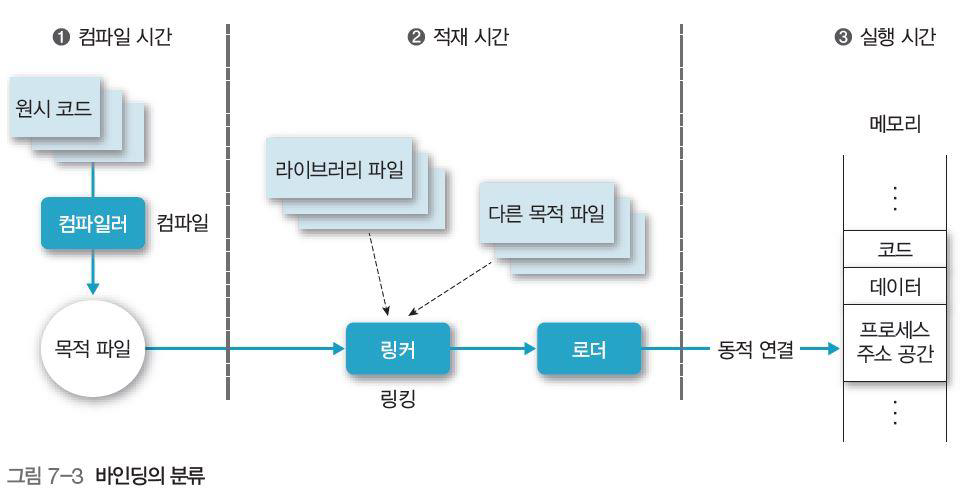 ❶ 컴파일 시간
❷ 적재 시간
❸ 실행 시간
원시 코드
컴파일러
컴파일
목적 파일
라이브러리 파일
다른 목적 파일
링커
링킹
로더
동적 연결
메모리
⋮
코드
데이터
프로세스
주소 공간
⋮
그림 7-3 바인딩의 분류